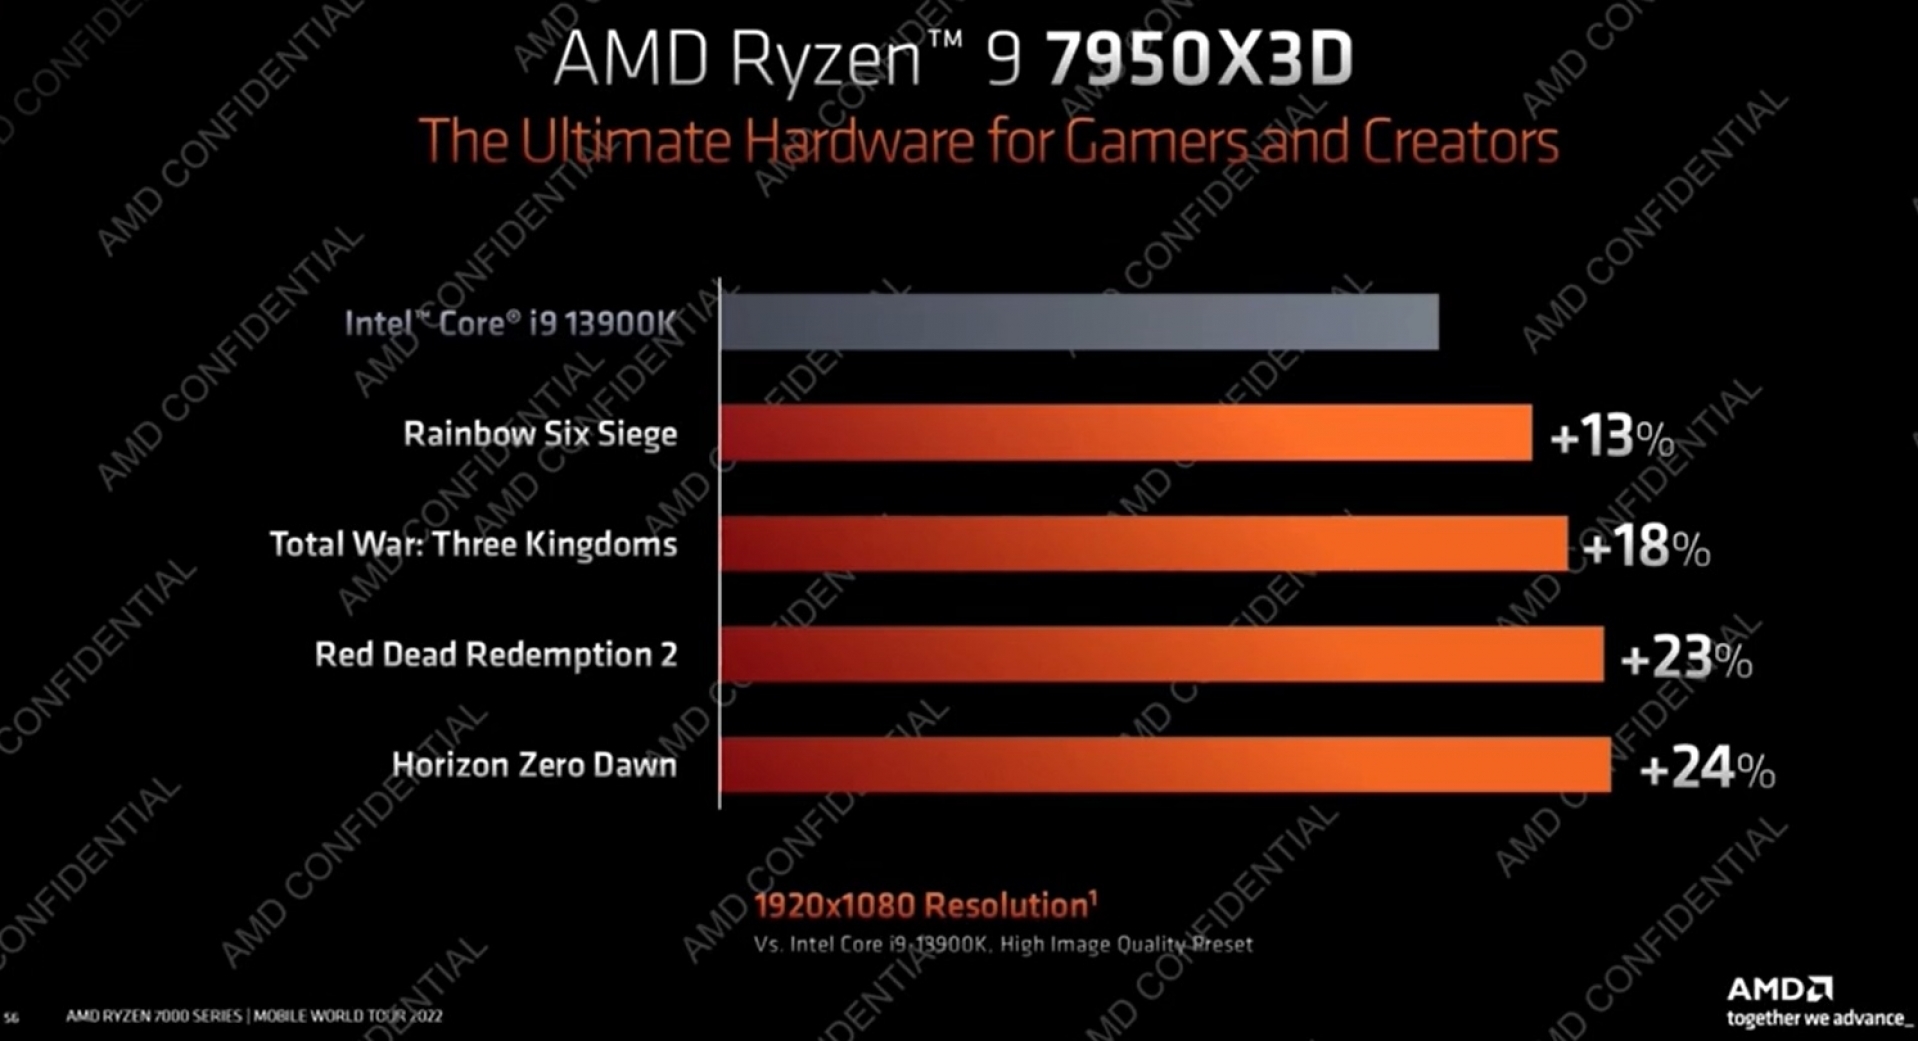 AMD Ryzen™ 9 7950X3D
The Ultimate Hardware for Gamers and Creators
Intel™ Core® i9 13900K
Rainbow Six Siege
+13%
Total War: Three Kingdoms
+18%
Red Dead Redemption 2
+23%
Horizon Zero Dawn
+24%
1920x1080 Resolution¹
Vs. Intel Core i9-13900K, High Image Quality Preset
56
AMD RYZEN 7000 SERIES | MOBILE WORLD TOUR 2022
AMD
together we advance_
AMD CONFIDENTIAL